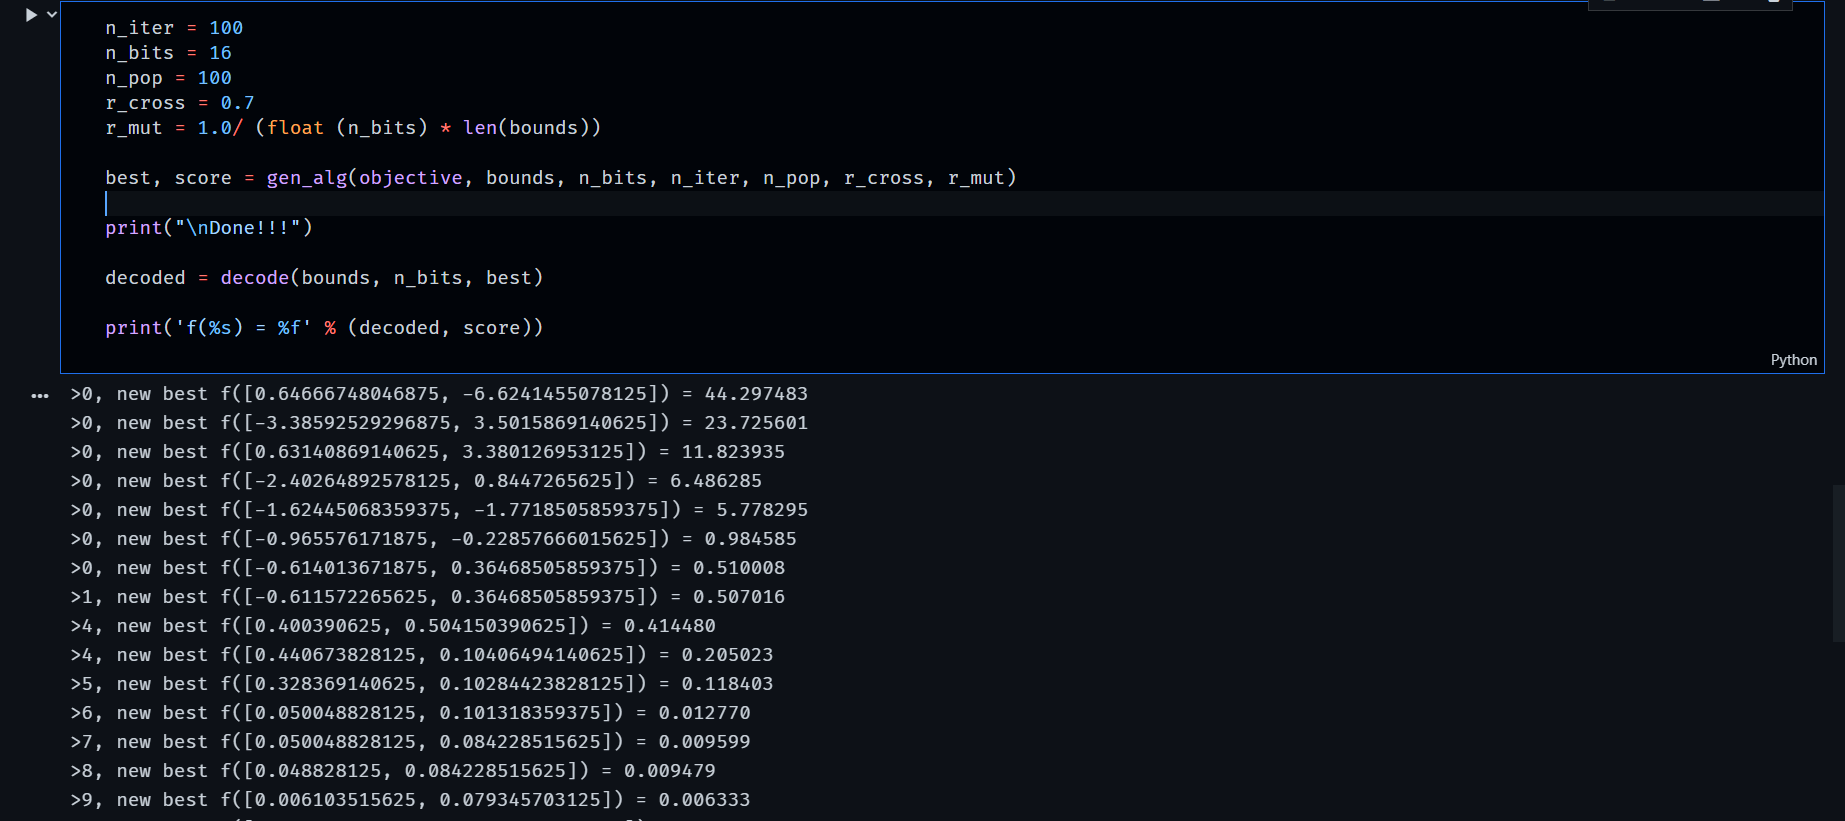 n_iter = 100
n_bits = 16
n_pop = 100
r_cross = 0.7
r_mut = 1.0/ (float (n_bits) * len(bounds))
best, score = gen_alg(objective, bounds, n_bits, n_iter, n_pop, r_cross, r_mut)
print("\nDone!!!")
decoded = decode(bounds, n_bits, best)
print('f(%s) = %f' % (decoded, score))
Python
>0, new best f([0.64666748046875, -6.6241455078125]) = 44.297483
>0, new best f([-3.38592529296875, 3.5015869140625]) = 23.725601
>0, new best f([0.63140869140625, 3.380126953125]) = 11.823935
>0, new best f([-2.40264892578125, 0.8447265625]) = 6.486285
>0, new best f([-1.62445068359375, -1.7718505859375]) = 5.778295
>0, new best f([-0.965576171875, -0.22857666015625]) = 0.984585
>0, new best f([-0.614013671875, 0.36468505859375]) = 0.510008
>1, new best f([-0.611572265625, 0.36468505859375]) = 0.507016
>4, new best f([0.400390625, 0.504150390625]) = 0.414480
>4, new best f([0.440673828125, 0.10406494140625]) = 0.205023
>5, new best f([0.328369140625, 0.10284423828125]) = 0.118403
>6, new best f([0.050048828125, 0.101318359375]) = 0.012770
>7, new best f([0.050048828125, 0.084228515625]) = 0.009599
>8, new best f([0.048828125, 0.084228515625]) = 0.009479
>9, new best f([0.006103515625, 0.079345703125]) = 0.006333